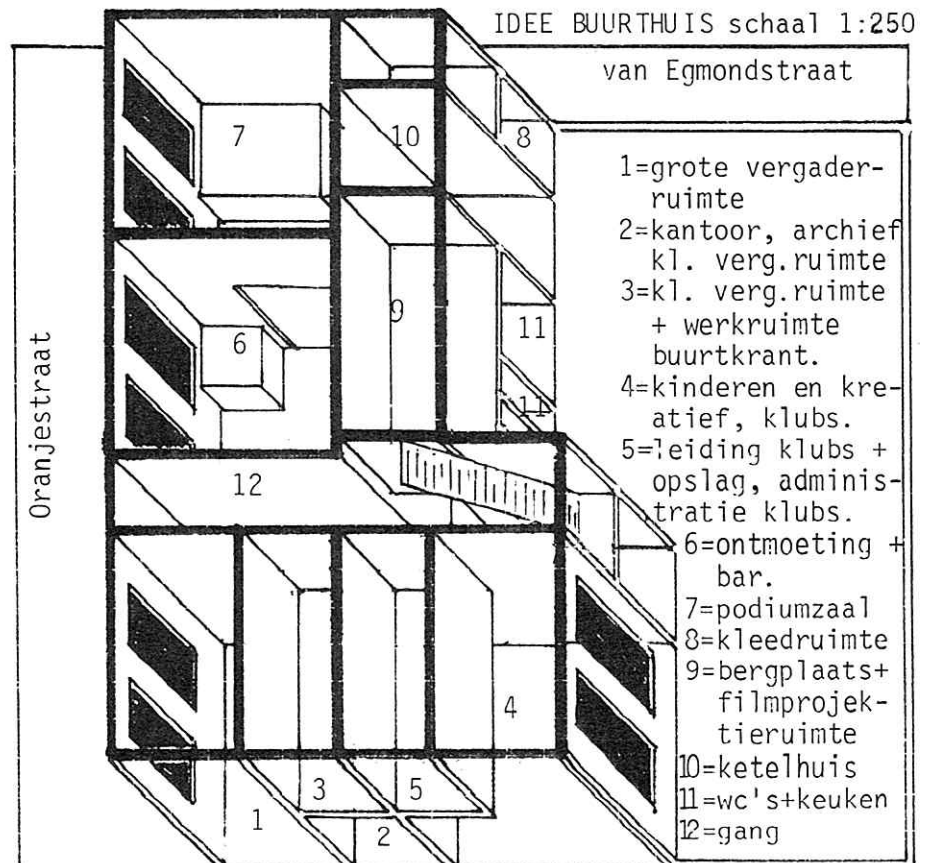 IDEE BUURTHUIS schaal 1:250
van Egmondstraat
Oranjestraat
1=grote vergader-
ruimte
2=kantoor, archief
kl. verg.ruimte
3=kl. verg.ruimte
+ werkruimte
buurtkrant.
4=kinderen en kre-
atief, klubs.
5=leiding klubs +
opslag, adminis-
tratie klubs.
6=ontmoeting +
bar.
7=podiumzaal
8=kleedruimte
9=bergplaats+
filmprojek-
tieruimte
10=ketelhuis
11=wc's+keuken
12=gang
7
10
8
6
9
11
11
12
4
3
5
1
2